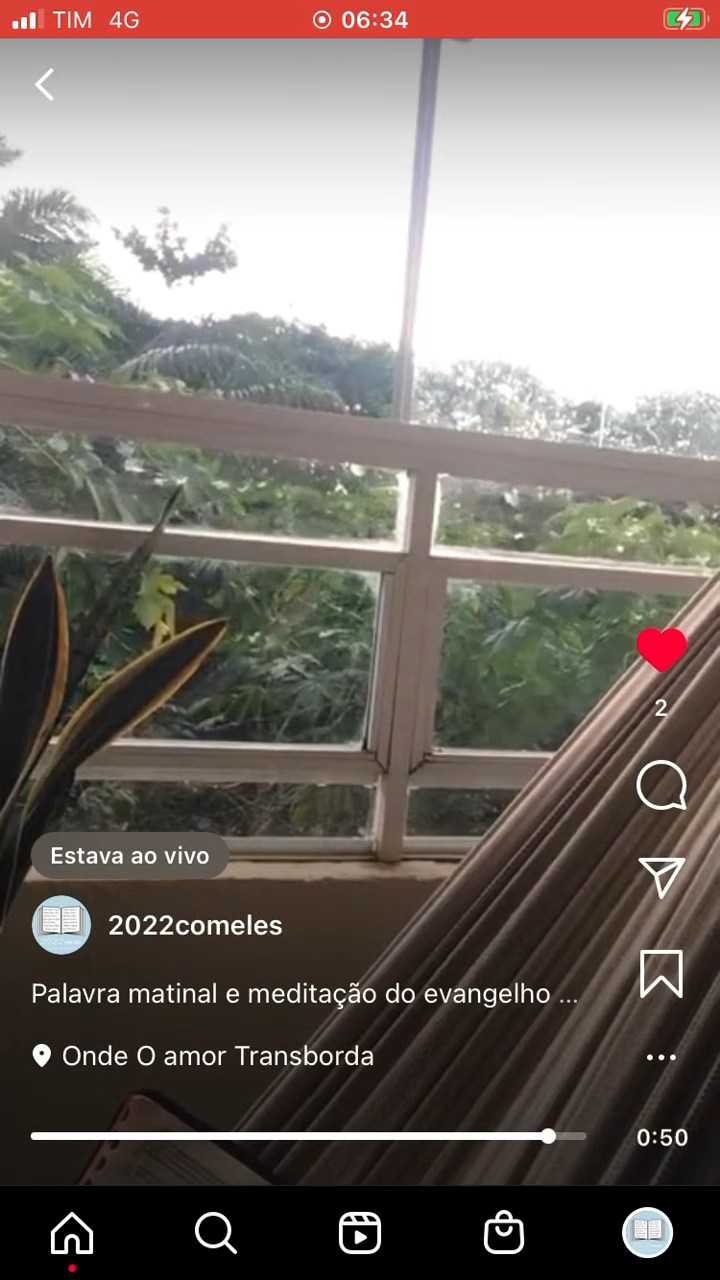 TIM 4G 06:34
Estava ao vivo
2022comeles
Palavra matinal e meditação do evangelho ...
Onde O amor Transborda
0:50
2